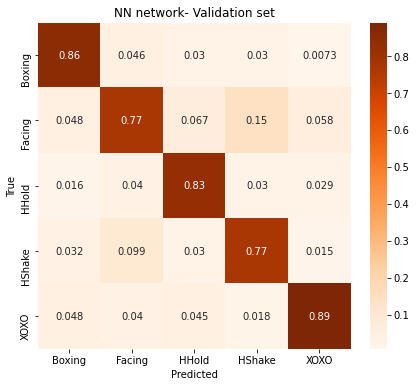 NN network- Validation set
Boxing 0.86 0.046 0.03 0.03 0.0073
Facing 0.048 0.77 0.067 0.15 0.058
HHold 0.016 0.04 0.83 0.03 0.029
HShake 0.032 0.099 0.03 0.77 0.015
XOXO 0.048 0.04 0.045 0.018 0.89
True
Boxing Facing HHold HShake XOXO
Predicted
0.8
0.7
0.6
0.5
0.4
0.3
0.2
0.1